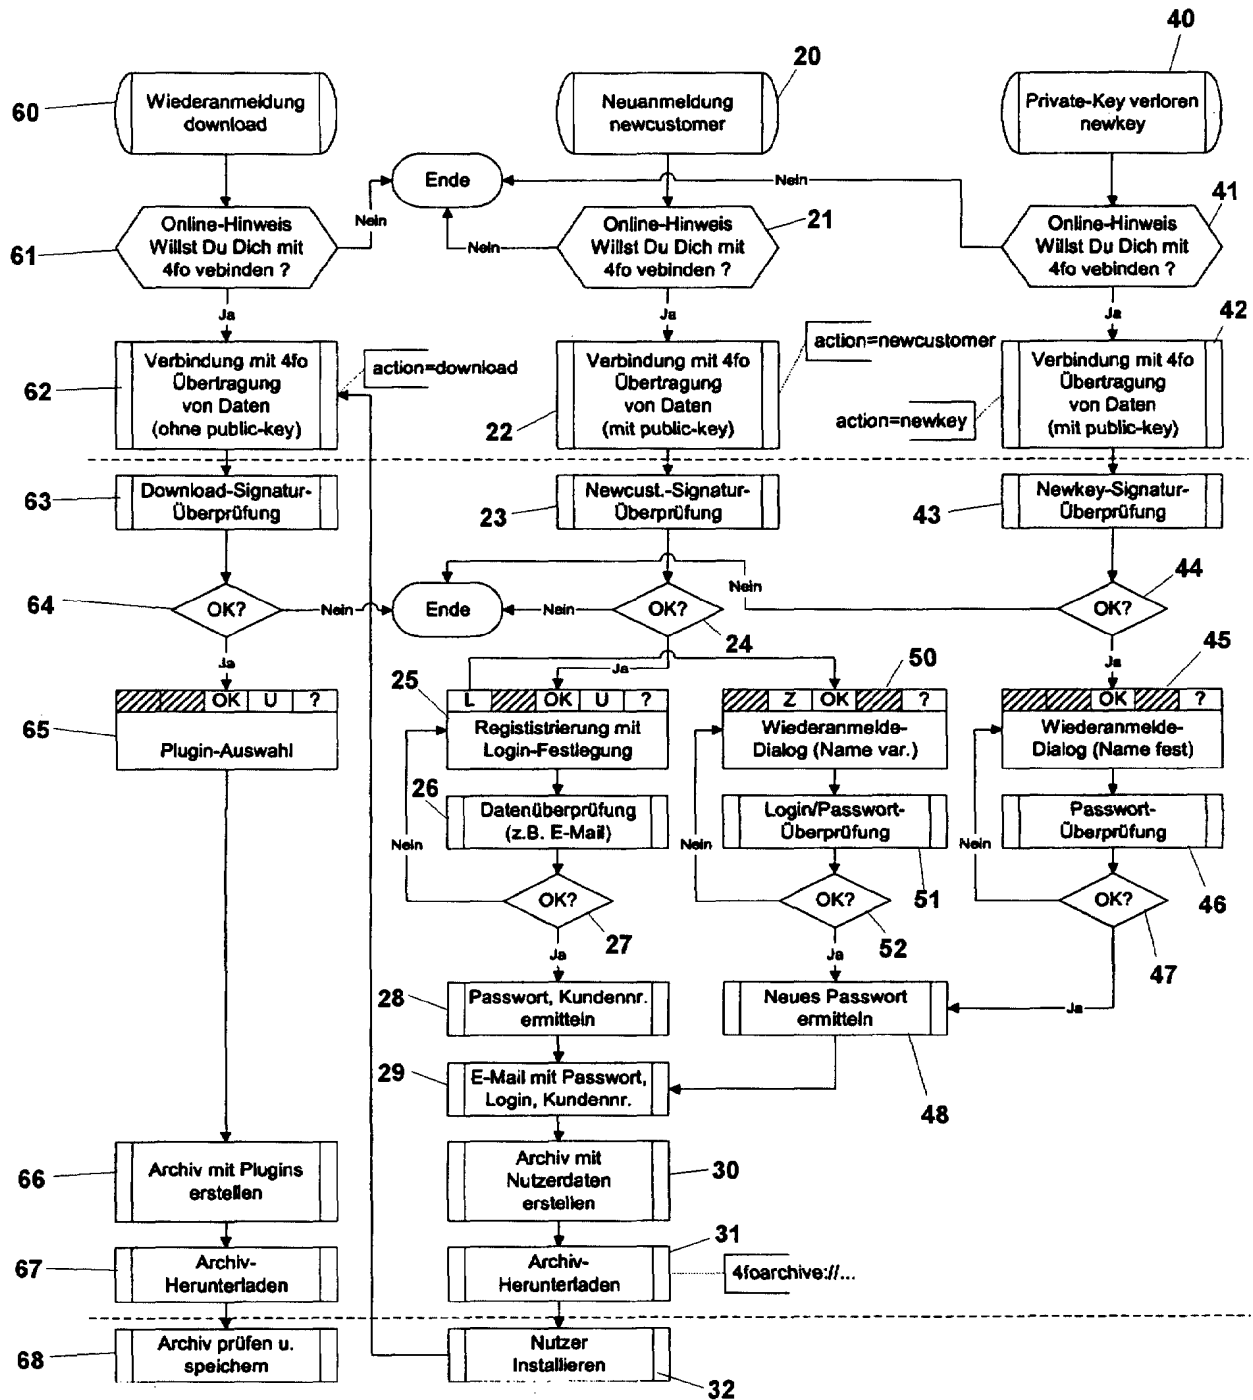 40
20
60
Wiederanmeldung
download
Neuanmeldung
newcustomer
Private-Key verloren
newkey
Ende
Nein
Nein
Nein
61
Online-Hinweis
Willst Du Dich mit
4fo vebinden ?
21
Online-Hinweis
Willst Du Dich mit
4fo vebinden ?
41
Online-Hinweis
Willst Du Dich mit
4fo vebinden ?
Ja
Ja
Ja
62
Verbindung mit 4fo
Übertragung
von Daten
(ohne public-key)
action=download
22
Verbindung mit 4fo
Übertragung
von Daten
(mit public-key)
action=newcustomer
42
Verbindung mit 4fo
Übertragung
von Daten
(mit public-key)
action=newkey
63
Download-Signatur-
Überprüfung
23
Newcust.-Signatur-
Überprüfung
43
Newkey-Signatur-
Überprüfung
64
OK?
Nein
Ende
Nein
OK?
24
Nein
OK?
44
Ja
Ja
Ja
65
OK U ?
Plugin-Auswahl
25
L OK U ?
Regististrierung mit
Login-Festlegung
50
Z OK ?
Wiederanmelde-
Dialog (Name var.)
45
OK ?
Wiederanmelde-
Dialog (Name fest)
26
Datenüberprüfung
(z.B. E-Mail)
Nein
Login/Passwort-
Überprüfung
51
Nein
Passwort-
Überprüfung
46
Nein
OK?
27
OK?
52
OK?
47
Ja
Ja
Ja
28
Passwort, Kundennr.
ermitteln
Neues Passwort
ermitteln
48
29
E-Mail mit Passwort,
Login, Kundennr.
66
Archiv mit Plugins
erstellen
Archiv mit
Nutzerdaten
erstellen
30
67
Archiv-
Herunterladen
Archiv-
Herunterladen
31
4foarchive://...
68
Archiv prüfen u.
speichern
Nutzer
Installieren
32